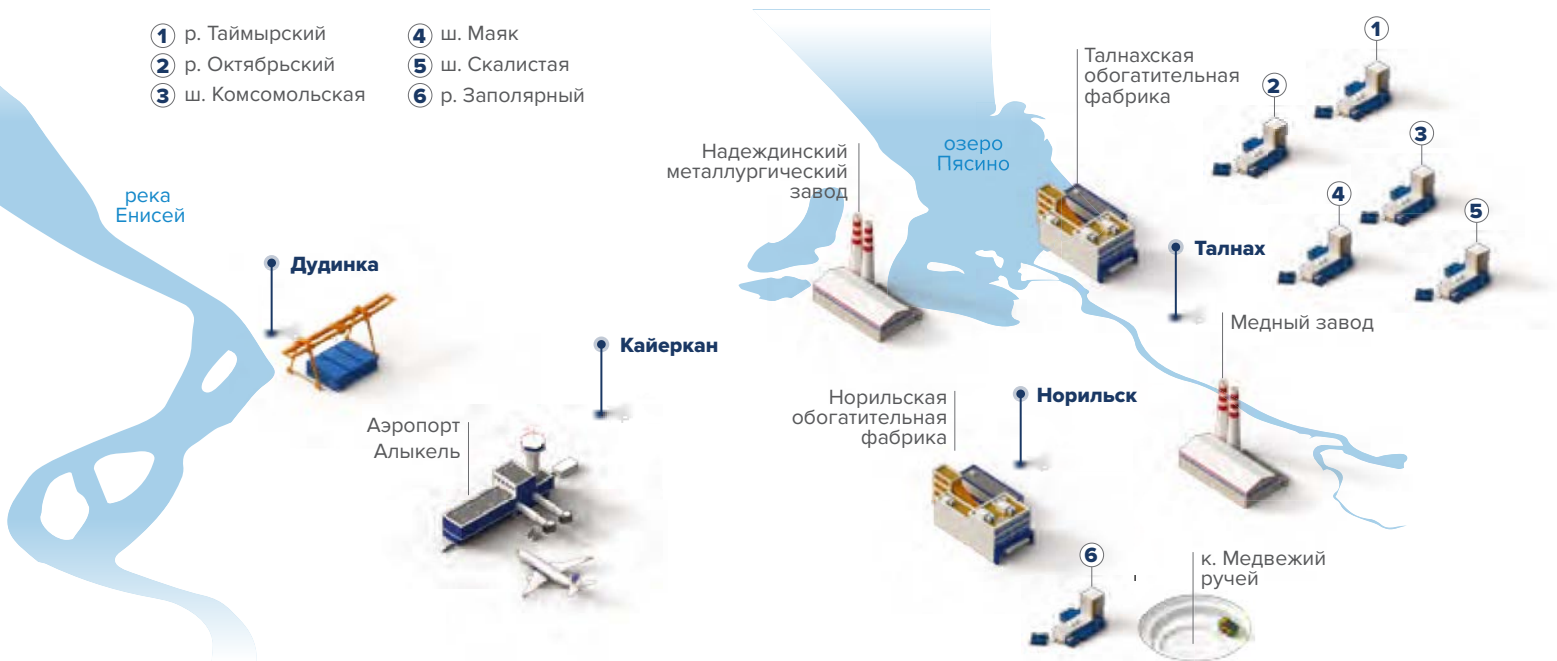 1 р. Таймырский
2 р. Октябрьский
3 ш. Комсомольская
4 ш. Маяк
5 ш. Скалистая
6 р. Заполярный
река
Енисей
Дудинка
Кайеркан
Аэропорт
Алыкель
Надеждинский
металлургический
завод
озеро
Пясино
Талнахская
обогатительная
фабрика
1
2
3
4
5
Талнах
Медный завод
Норильская
обогатительная
фабрика
Норильск
6
к. Медвежий
ручей